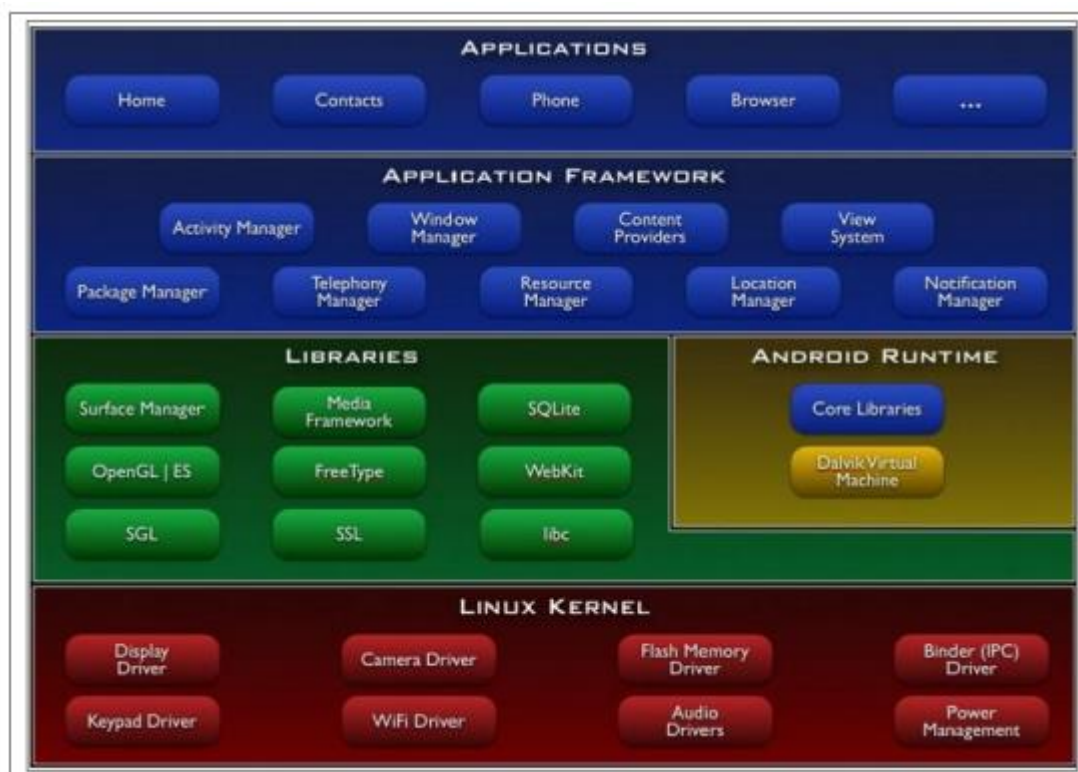 APPLICATIONS
Home
Contacts
Phone
Browser
...
APPLICATION FRAMEWORK
Activity Manager
Window
Manager
Content
Providers
View
System
Package Manager
Telephony
Manager
Resource
Manager
Location
Manager
Notification
Manager
LIBRARIES
Surface Manager
Media
Framework
SQLite
OpenGL | ES
FreeType
WebKit
SGL
SSL
libc
ANDROID RUNTIME
Core Libraries
Dalvik Virtual
Machine
LINUX KERNEL
Display
Driver
Camera Driver
Flash Memory
Driver
Binder (IPC)
Driver
Keypad Driver
WiFi Driver
Audio
Drivers
Power
Management